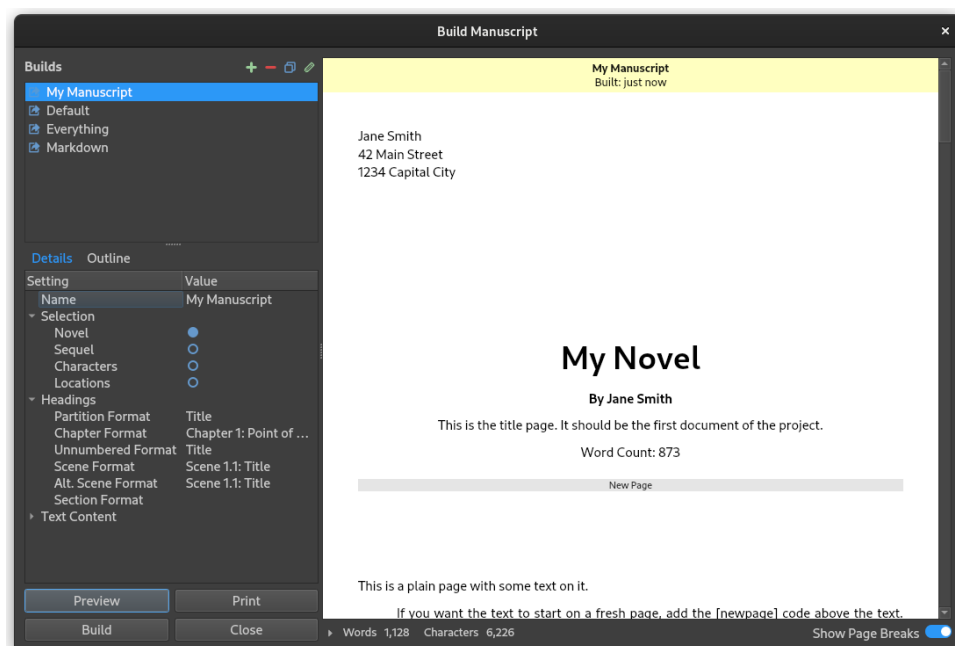 Build Manuscript
Builds
My Manuscript
Default
Everything
Markdown
Details Outline
Setting Value
Name My Manuscript
Selection
Novel
Sequel
Characters
Locations
Headings
Partition Format Title
Chapter Format Chapter 1: Point of ...
Unnumbered Format Title
Scene Format Scene 1.1: Title
Alt. Scene Format Scene 1.1: Title
Section Format
Text Content
Preview Print
Build Close
My Manuscript
Built: just now
Jane Smith
42 Main Street
1234 Capital City
My Novel
By Jane Smith
This is the title page. It should be the first document of the project.
Word Count: 873
New Page
This is a plain page with some text on it.
If you want the text to start on a fresh page, add the [newpage] code above the text.
Words 1,128 Characters 6,226
Show Page Breaks